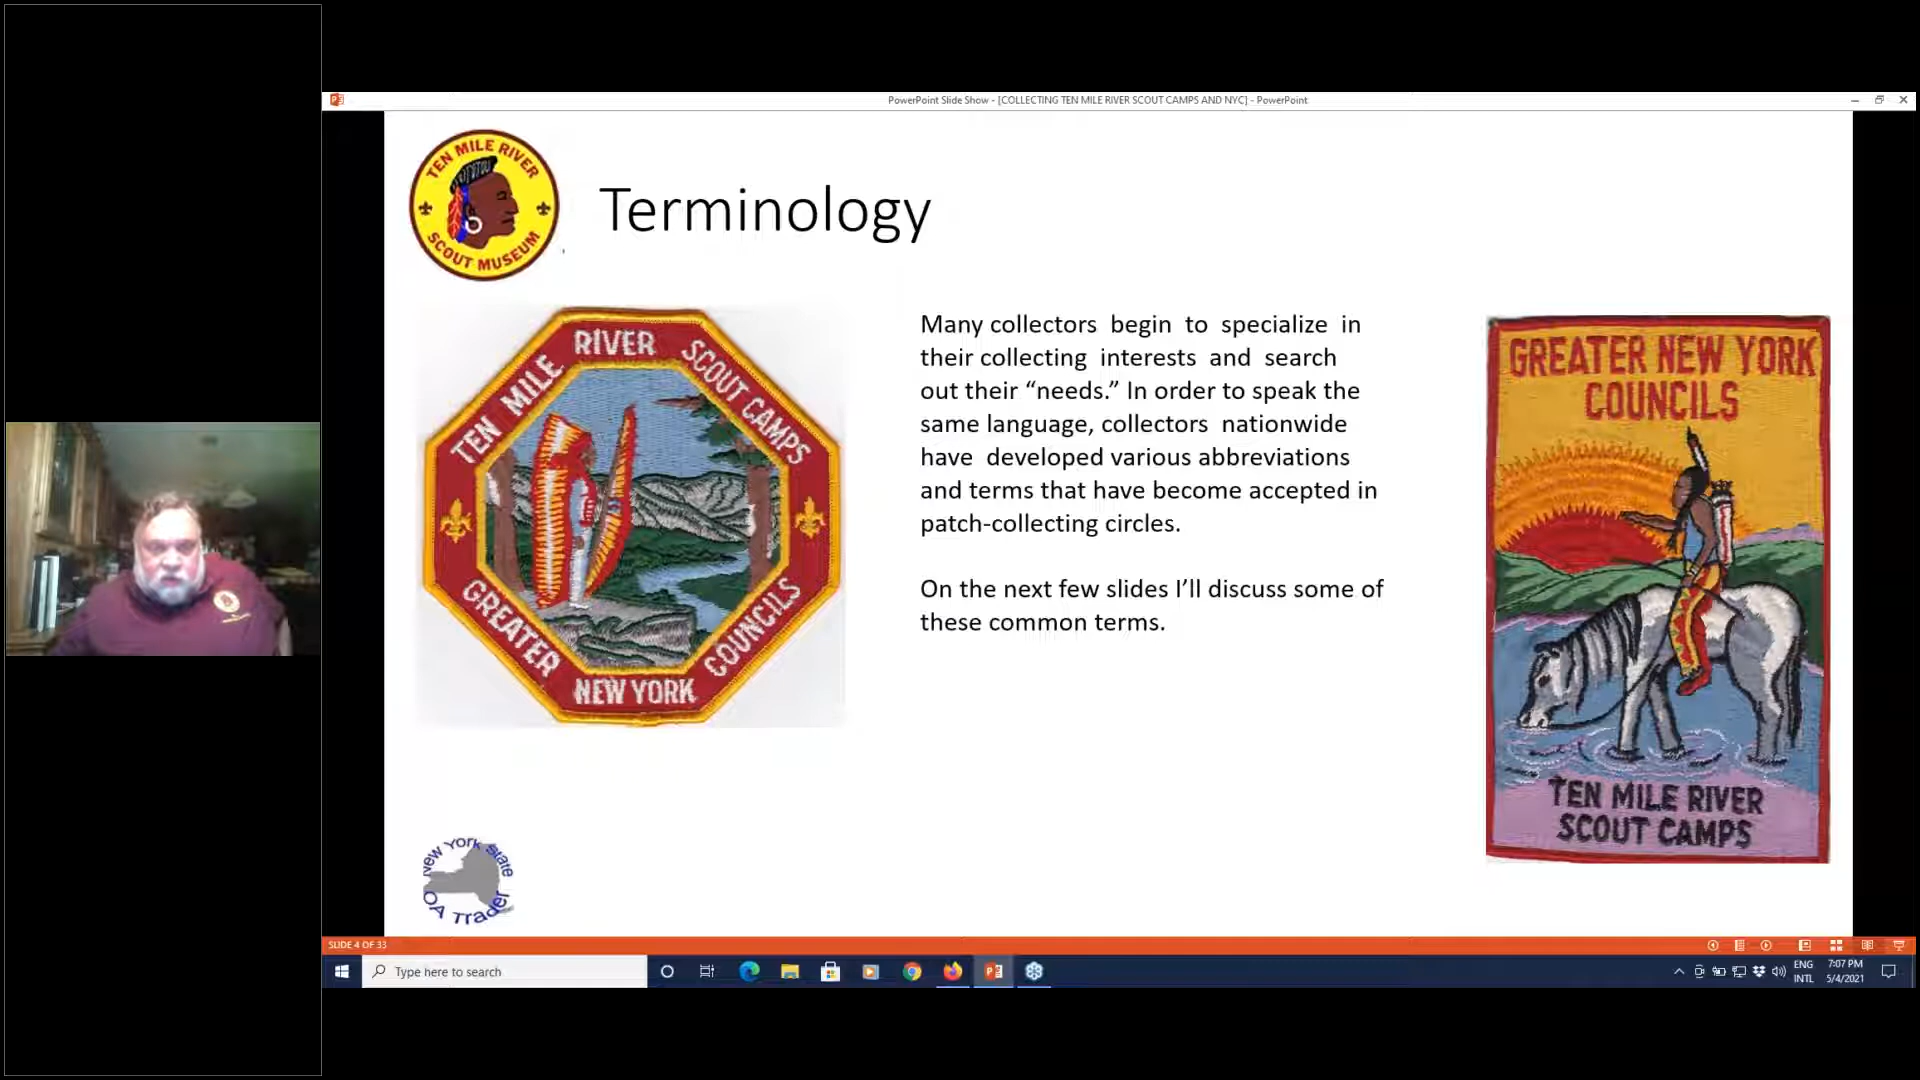 PowerPoint Slide Show - [COLLECTING TEN MILE RIVER SCOUT CAMPS AND NYC] - PowerPoint
TEN MILE RIVER
SCOUT MUSEUM
Terminology
TEN MILE RIVER SCOUT CAMPS
GREATER NEW YORK COUNCILS
Many collectors begin to specialize in
their collecting interests and search
out their “needs.” In order to speak the
same language, collectors nationwide
have developed various abbreviations
and terms that have become accepted in
patch-collecting circles.
On the next few slides I’ll discuss some of
these common terms.
GREATER NEW YORK
COUNCILS
TEN MILE RIVER
SCOUT CAMPS
New York State
OA Trader
SLIDE 4 OF 33
Type here to search
ENG
INTL
7:07 PM
5/4/2021